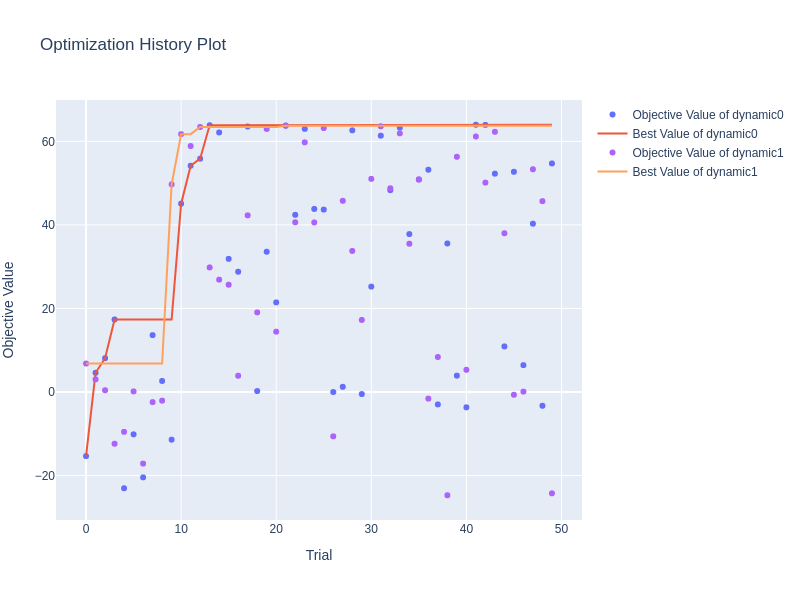 Optimization History Plot
Objective Value of dynamic0
Best Value of dynamic0
Objective Value of dynamic1
Best Value of dynamic1
Objective Value
60
40
20
0
−20
0 10 20 30 40 50
Trial